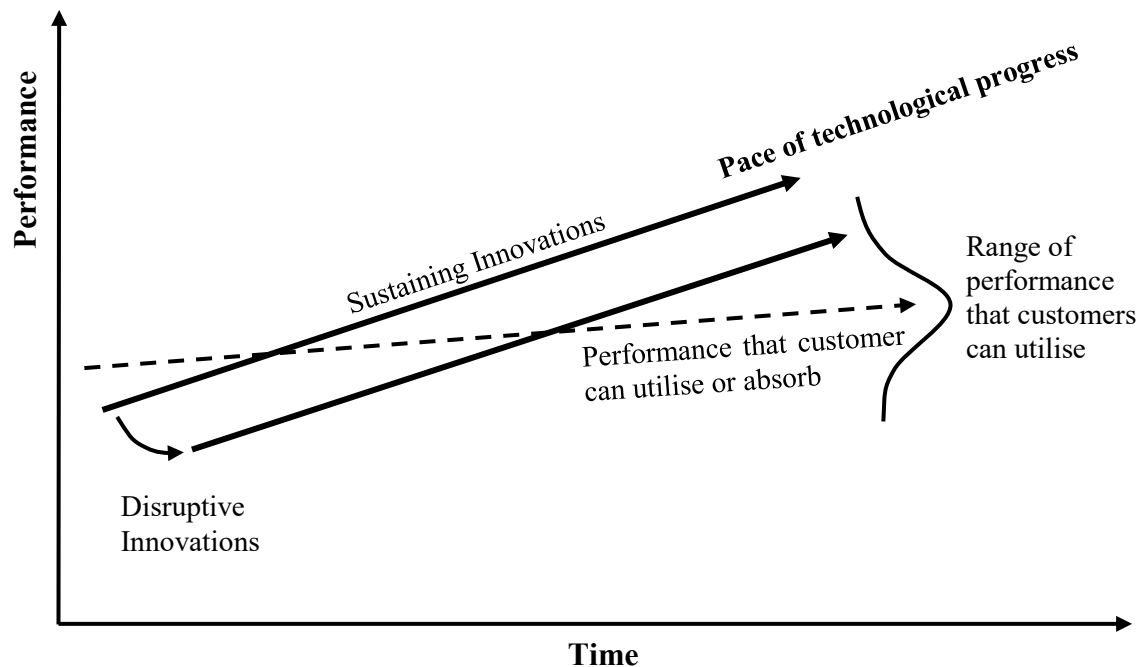 Performance
Pace of technological progress
Sustaining Innovations
Range of
performance
that customers
can utilise
Performance that customer
can utilise or absorb
Disruptive
Innovations
Time